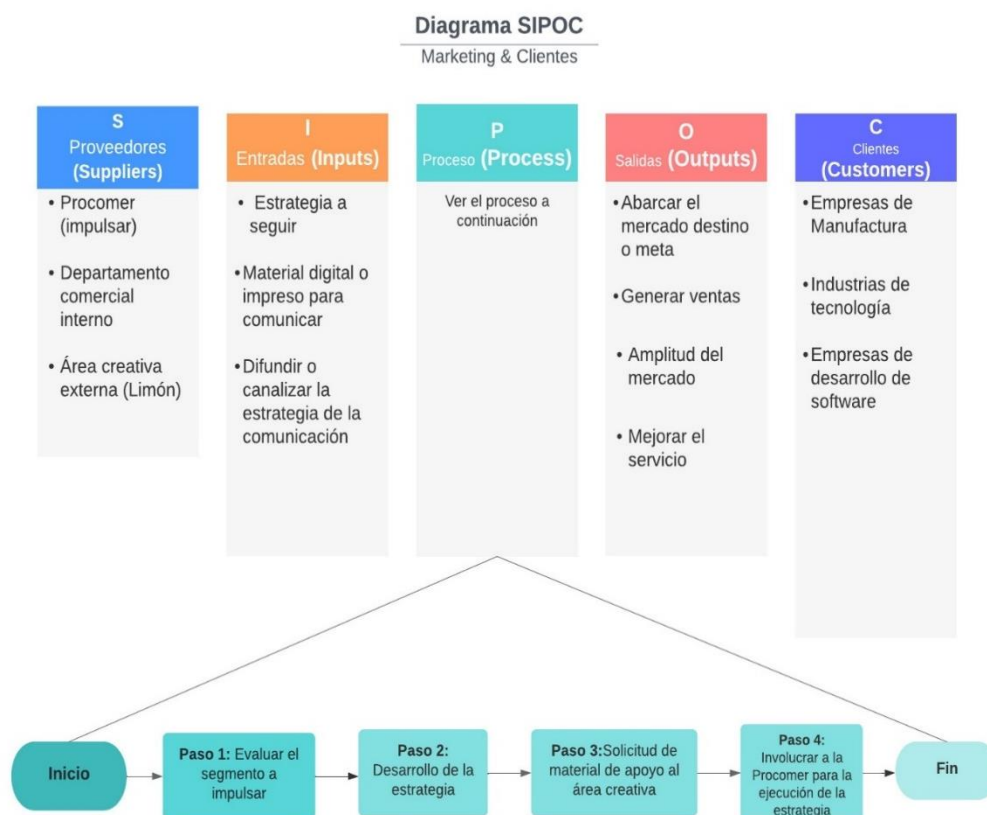 Diagrama SIPOC
Marketing & Clientes
S
Proveedores
(Suppliers)
• Procomer
(impulsar)
• Departamento
comercial
interno
• Área creativa
externa (Limón)
I
Entradas (Inputs)
• Estrategia a
seguir
• Material digital o
impreso para
comunicar
• Difundir o
canalizar la
estrategia de la
comunicación
P
Proceso (Process)
Ver el proceso a
continuación
O
Salidas (Outputs)
• Abarcar el
mercado destino
o meta
• Generar ventas
• Amplitud del
mercado
• Mejorar el
servicio
C
Clientes
(Customers)
• Empresas de
Manufactura
• Industrias de
tecnología
• Empresas de
desarrollo de
software
Inicio
Paso 1: Evaluar el
segmento a
impulsar
Paso 2:
Desarrollo de la
estrategia
Paso 3:Solicitud de
material de apoyo al
área creativa
Paso 4:
Involucrar a la
Procomer para la
ejecución de la
estrategia
Fin